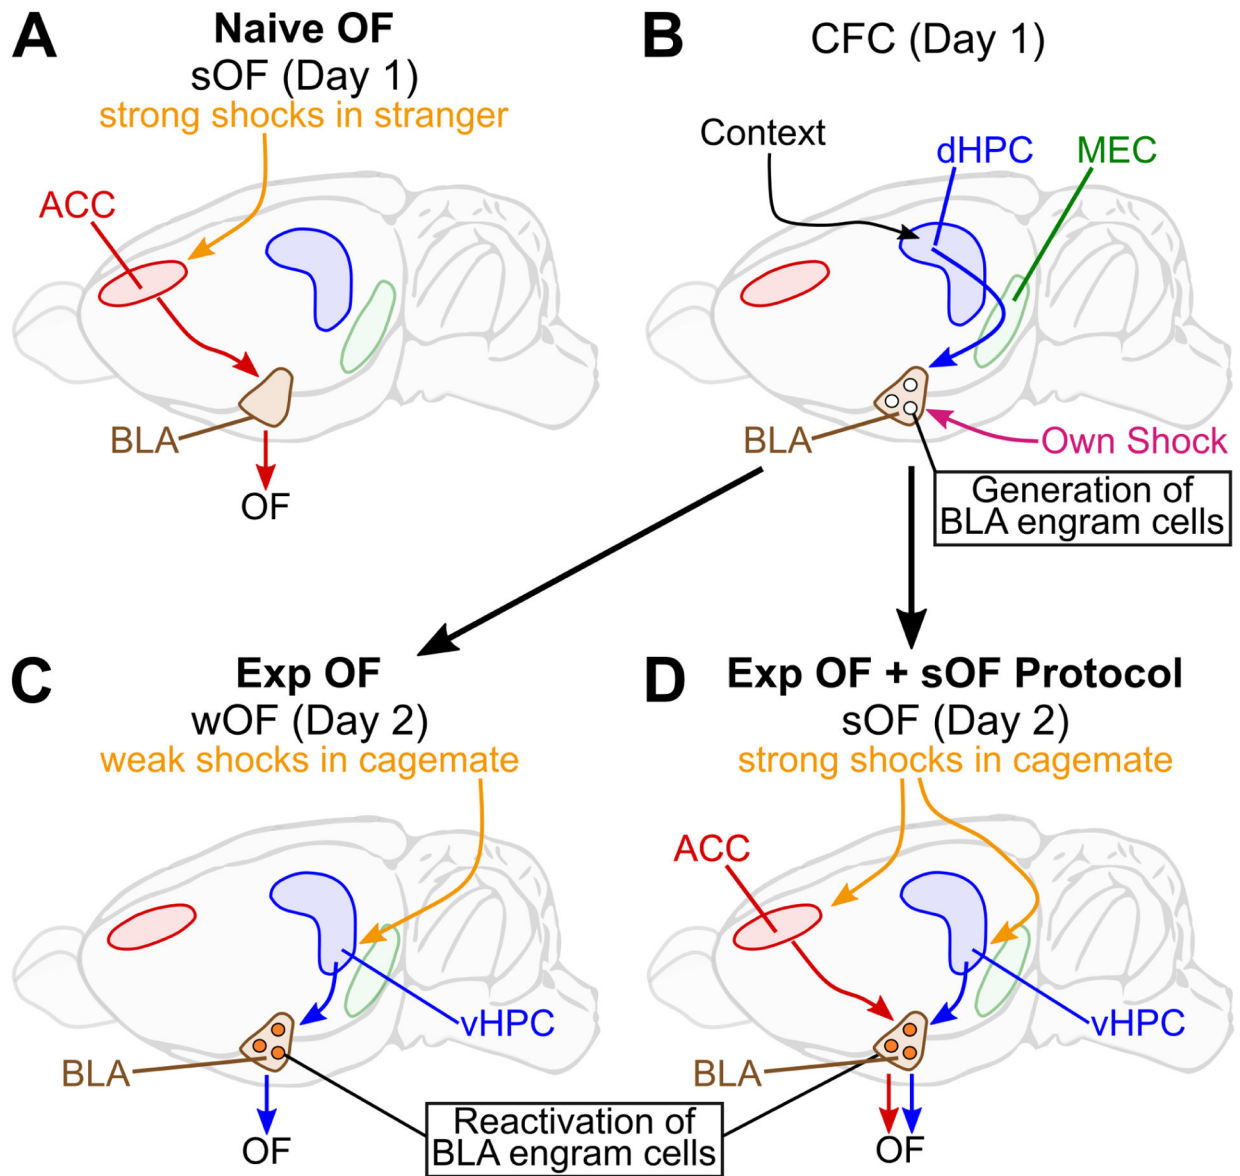 A
Naive OF
sOF (Day 1)
strong shocks in stranger
ACC
BLA
OF
B
CFC (Day 1)
Context
dHPC
MEC
BLA
Own Shock
Generation of
BLA engram cells
C
Exp OF
wOF (Day 2)
weak shocks in cagemate
vHPC
BLA
OF
D
Exp OF + sOF Protocol
sOF (Day 2)
strong shocks in cagemate
ACC
vHPC
BLA
OF
Reactivation of
BLA engram cells